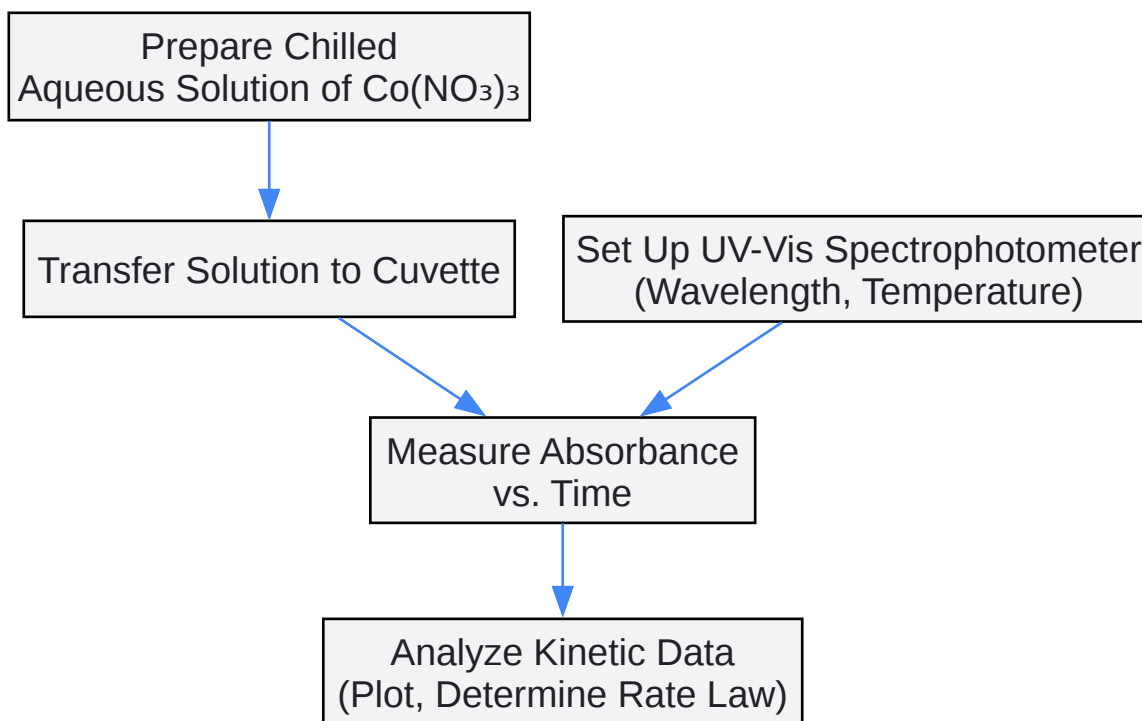 Prepare Chilled
Aqueous Solution of Co(NO₃)₃
Transfer Solution to Cuvette
Set Up UV-Vis Spectrophotometer
(Wavelength, Temperature)
Measure Absorbance
vs. Time
Analyze Kinetic Data
(Plot, Determine Rate Law)